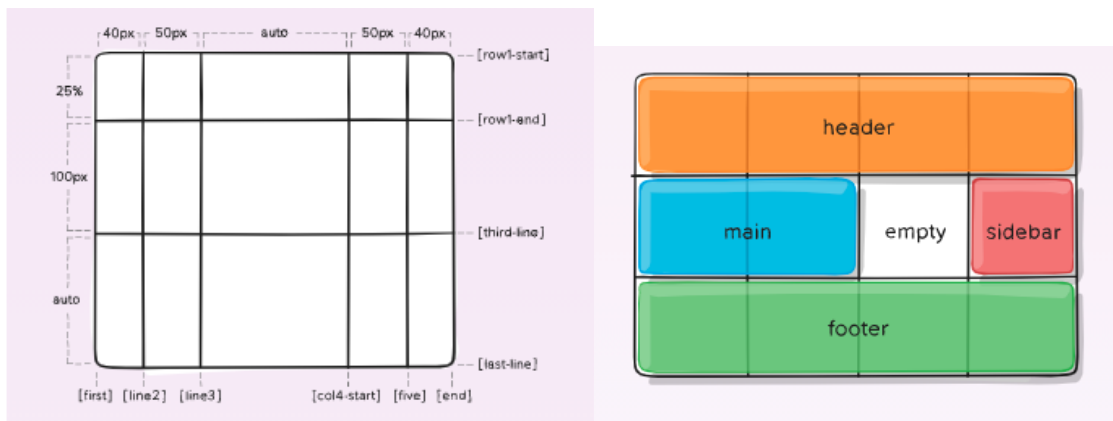 40px 50px auto 50px 40px
[row1-start]
25%
[row1-end]
100px
[third-line]
auto
[last-line]
[first] [line2] [line3] [col4-start] [five] [end]
header
main empty sidebar
footer